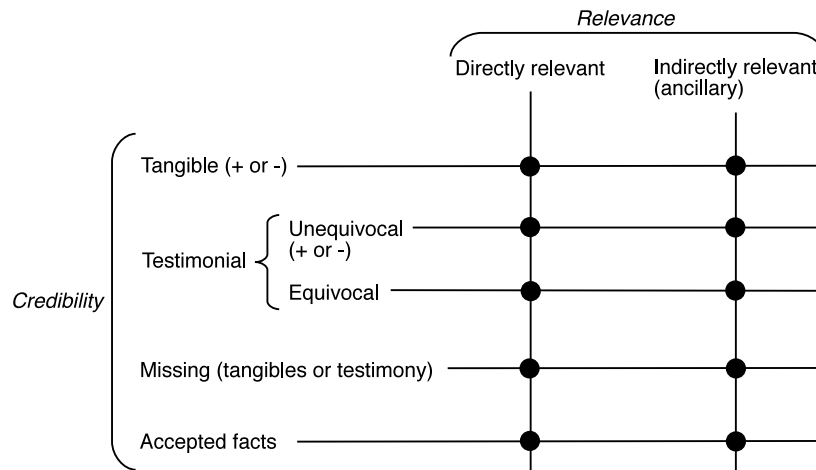 Relevance
Directly relevant
Indirectly relevant
(ancillary)
Tangible (+ or -)
Unequivocal
(+ or -)
Testimonial
Equivocal
Credibility
Missing (tangibles or testimony)
Accepted facts